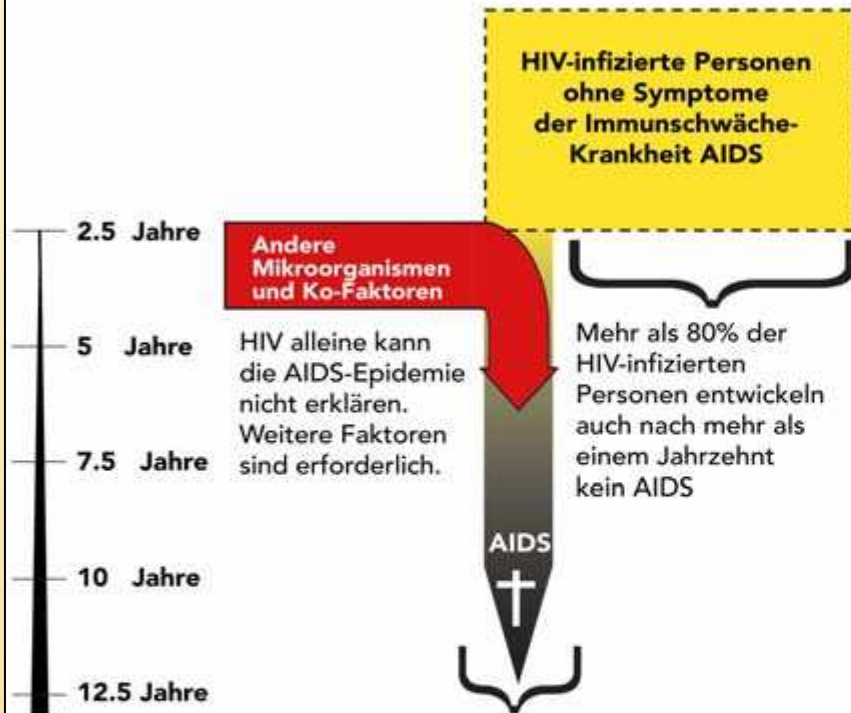 HIV-infizierte Personen
ohne Symptome
der Immunschwäche-
Krankheit AIDS
2.5 Jahre
Andere
Mikroorganismen
und Ko-Faktoren
5 Jahre
HIV alleine kann
die AIDS-Epidemie
nicht erklären.
Weitere Faktoren
sind erforderlich.
Mehr als 80% der
HIV-infizierten
Personen entwickeln
auch nach mehr als
einem Jahrzehnt
kein AIDS
7.5 Jahre
AIDS
10 Jahre
12.5 Jahre